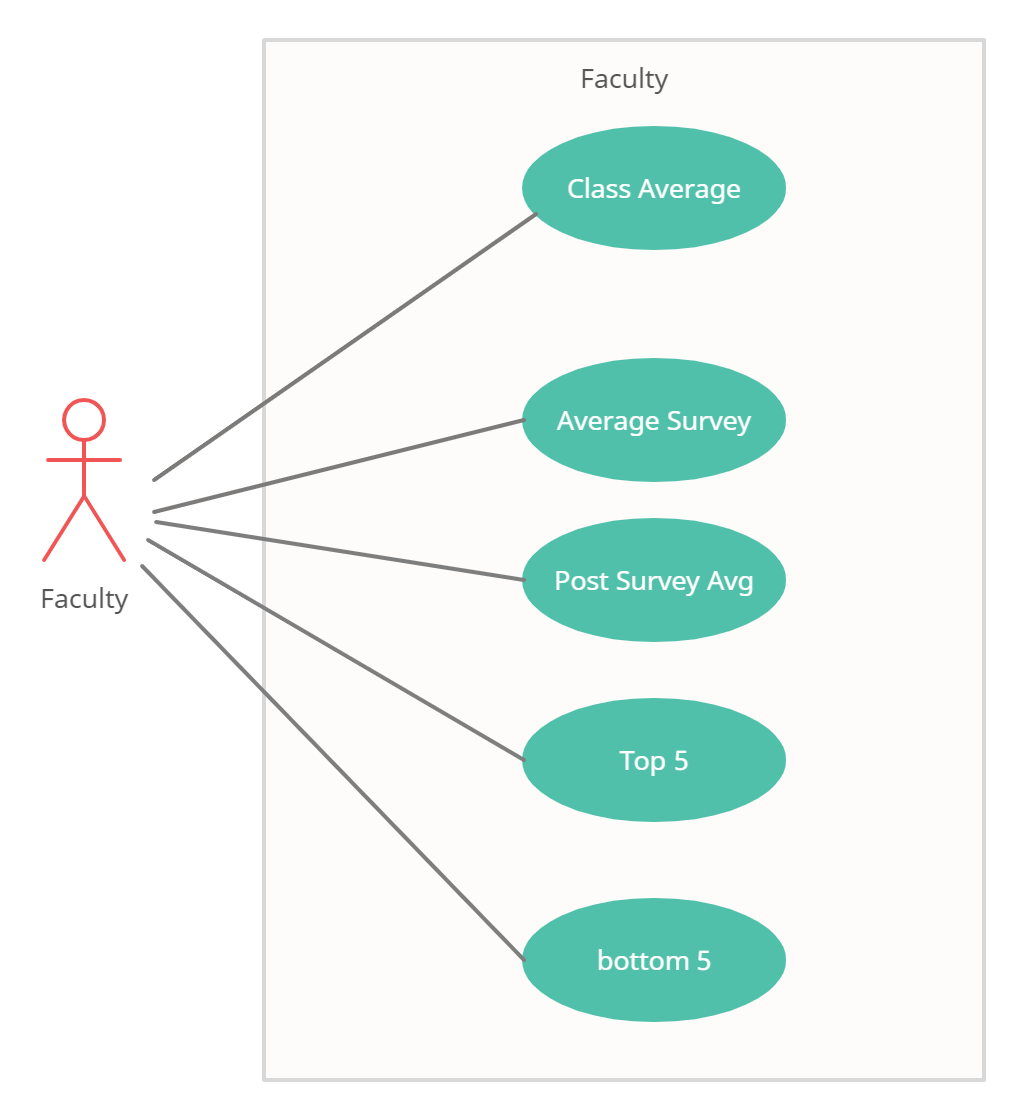 Faculty
Class Average
Average Survey
Post Survey Avg
Faculty
Top 5
bottom 5